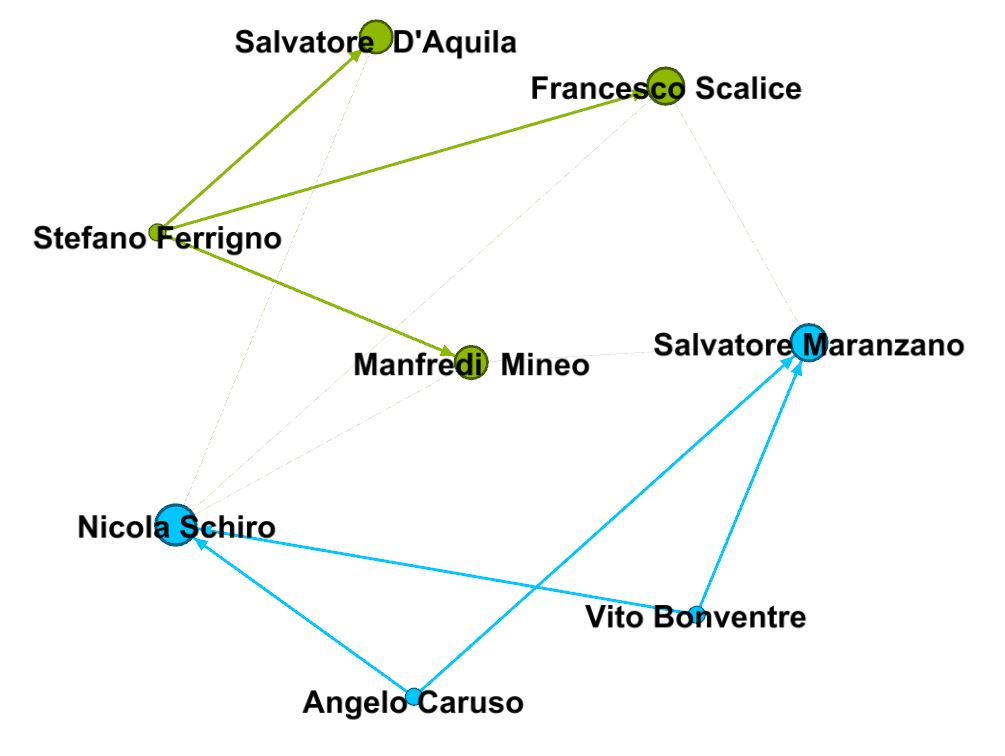 Salvatore D'Aquila
Francesco Scalice
Stefano Ferrigno
Salvatore Maranzano
Manfredi Mineo
Nicola Schiro
Vito Bonventre
Angelo Caruso